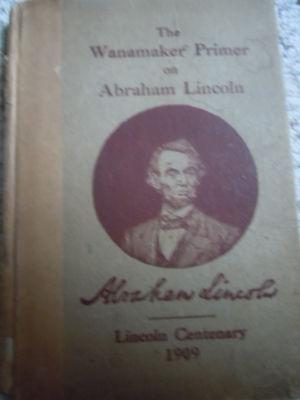 The
Wanamaker Primer
on
Abraham Lincoln
Abraham Lincoln
Lincoln Centenary
1909